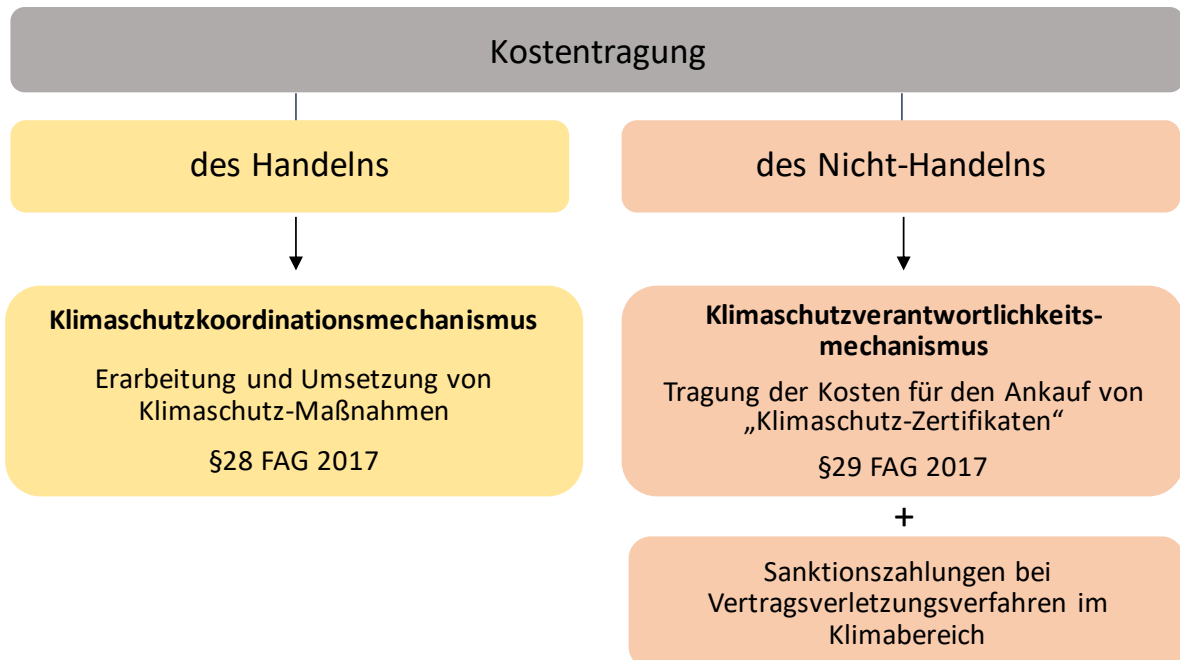 Kostentragung
des Handelns
des Nicht-Handelns
Klimaschutzkoordinationsmechanismus
Erarbeitung und Umsetzung von
Klimaschutz-Maßnahmen
§28 FAG 2017
Klimaschutzverantwortlichkeits-
mechanismus
Tragung der Kosten für den Ankauf von
„Klimaschutz-Zertifikaten“
§29 FAG 2017
+
Sanktionszahlungen bei
Vertragsverletzungsverfahren im
Klimabereich